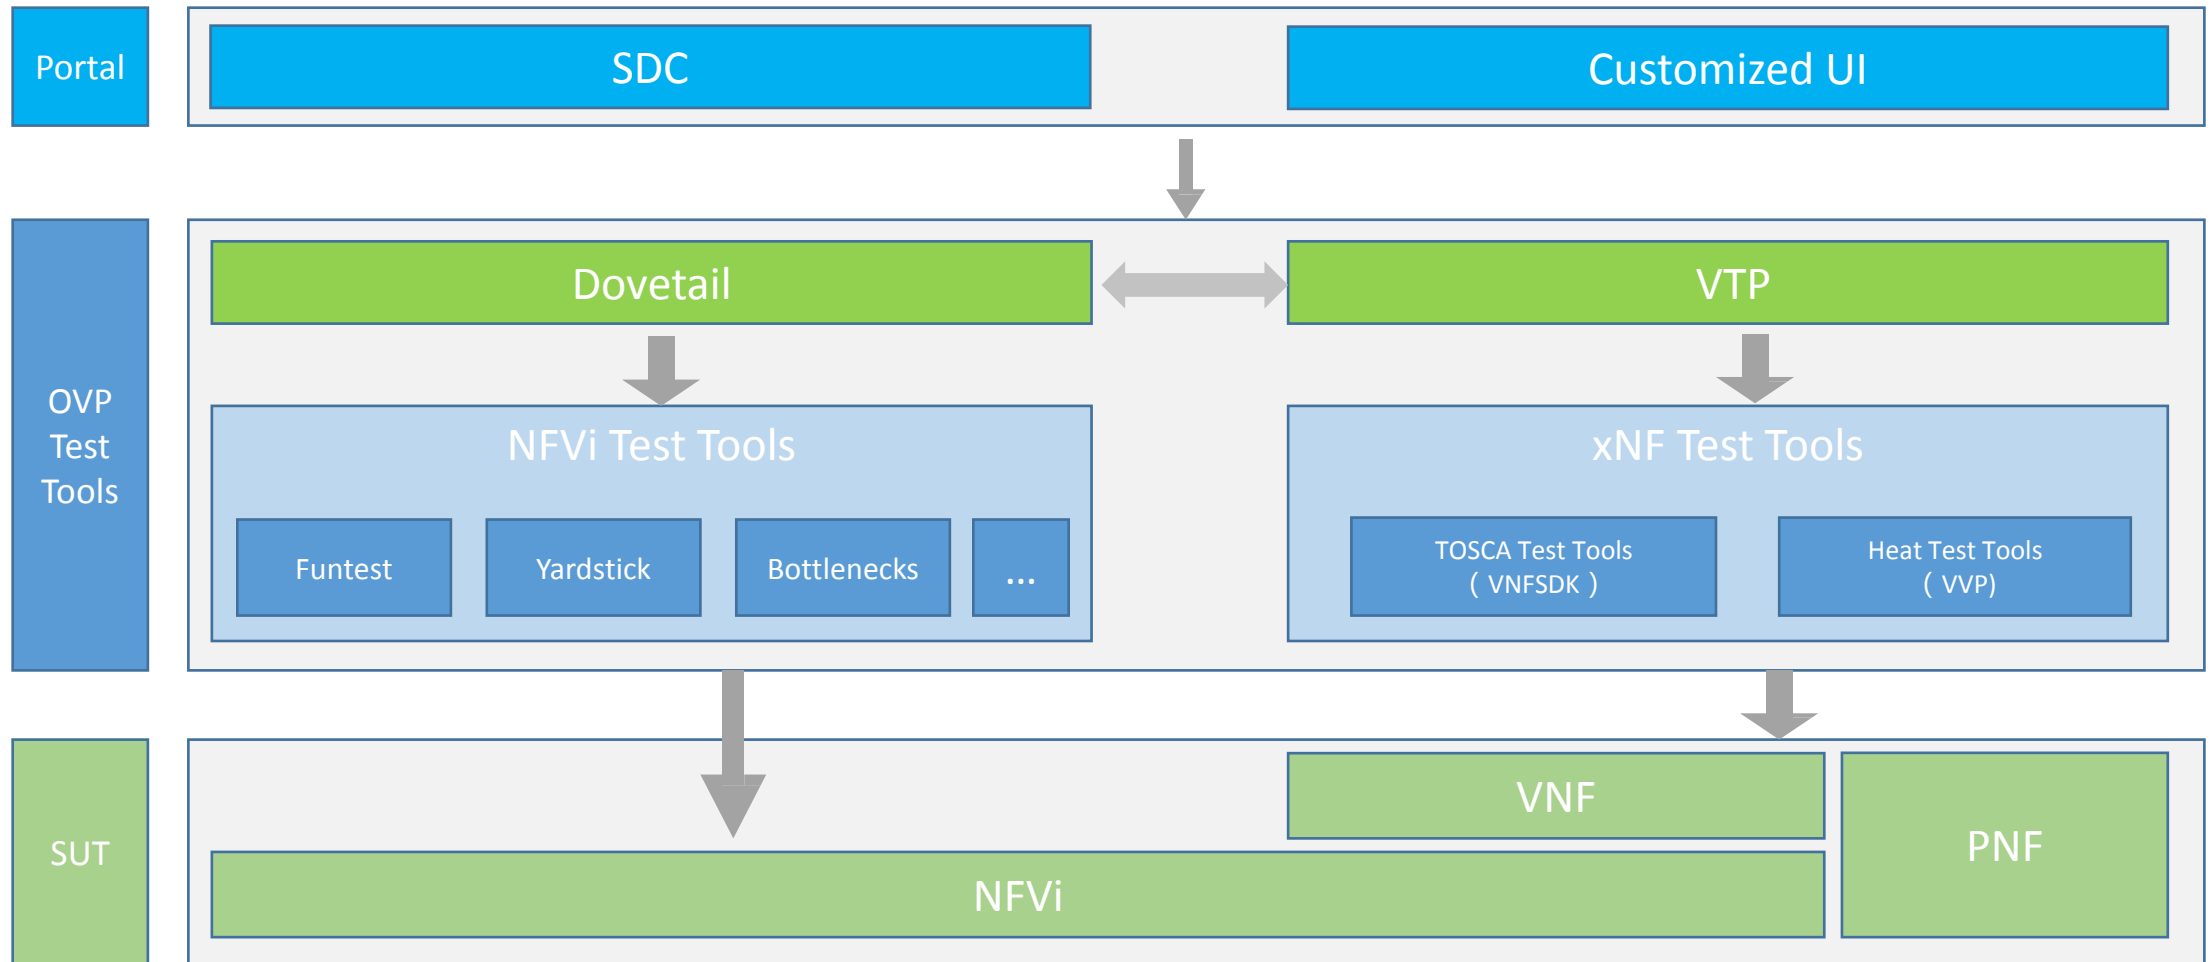 Portal
SDC
Customized UI
OVP
Test
Tools
Dovetail
VTP
NFVi Test Tools
Funtest
Yardstick
Bottlenecks
...
xNF Test Tools
TOSCA Test Tools
( VNFSDK )
Heat Test Tools
( VVP)
SUT
VNF
PNF
NFVi